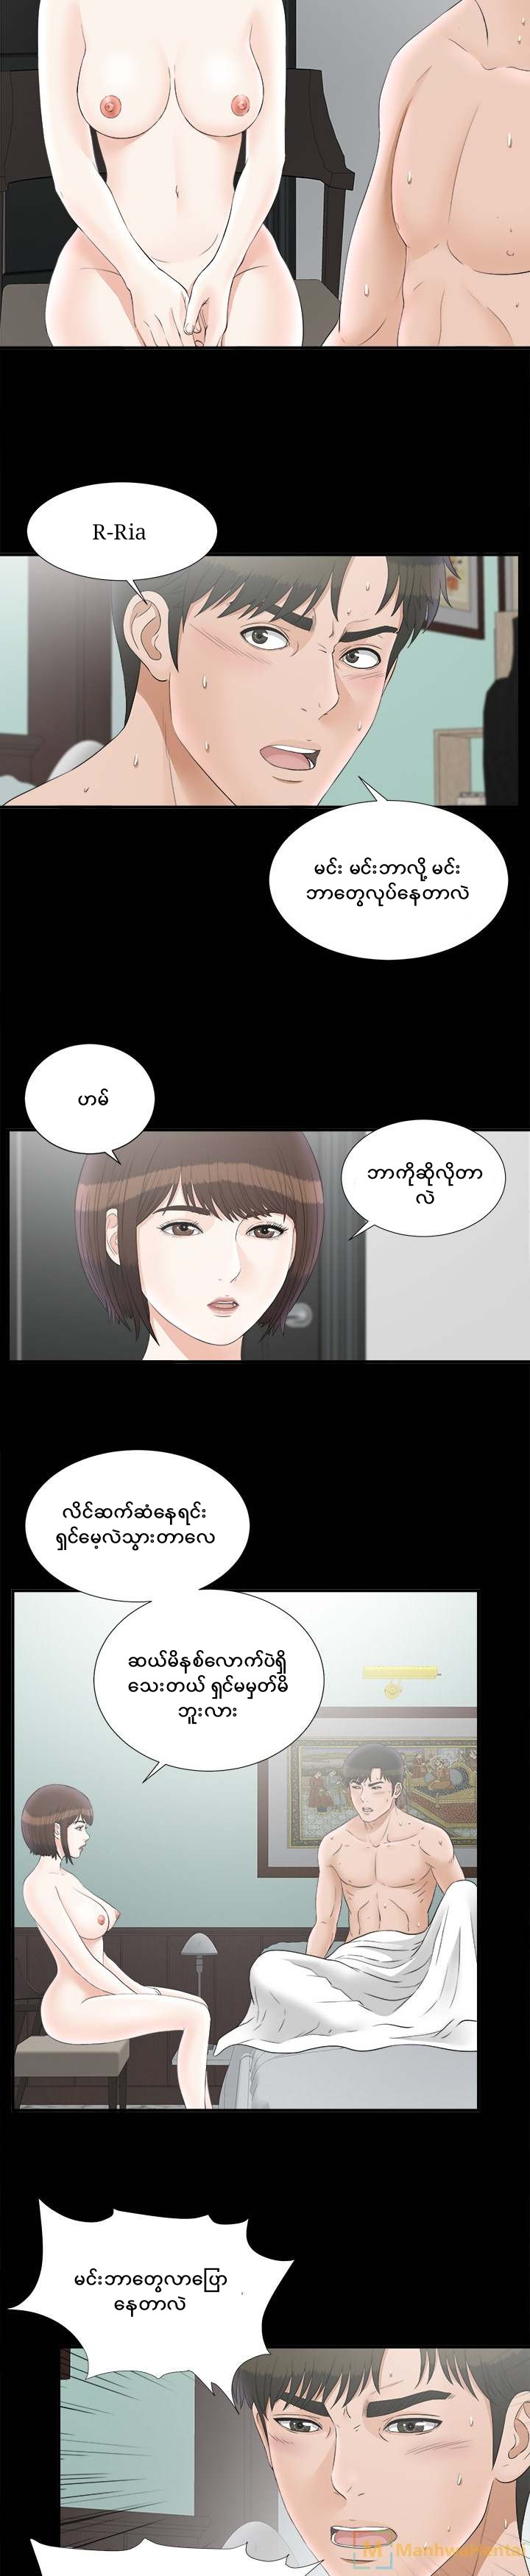 R-Ria
မင်း မင်းဘာလို့ မင်း
ဘာတွေလုပ်နေတာလဲ
ဟမ်
ဘာကိုဆိုလိုတာ
လဲ
လိင်ဆက်ဆံနေရင်း
ရှင်မေ့လဲသွားတာလေ
ဆယ်မိနစ်လောက်ပဲရှိ
သေးတယ် ရှင်မမှတ်မိ
ဘူးလား
မင်းဘာတွေလာပြော
နေတာလဲ
ManhwaHentai